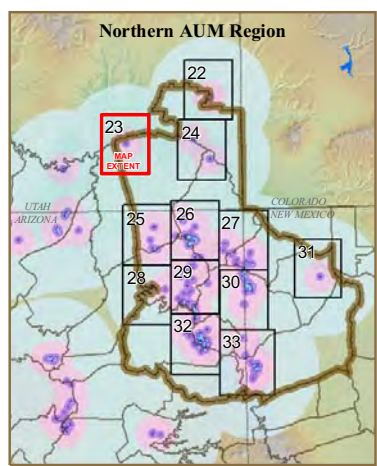 Northern AUM Region
22
23
MAP
EXTENT
24
UTAH
ARIZONA
COLORADO
NEW MEXICO
25
26
27
31
28
29
30
32
33